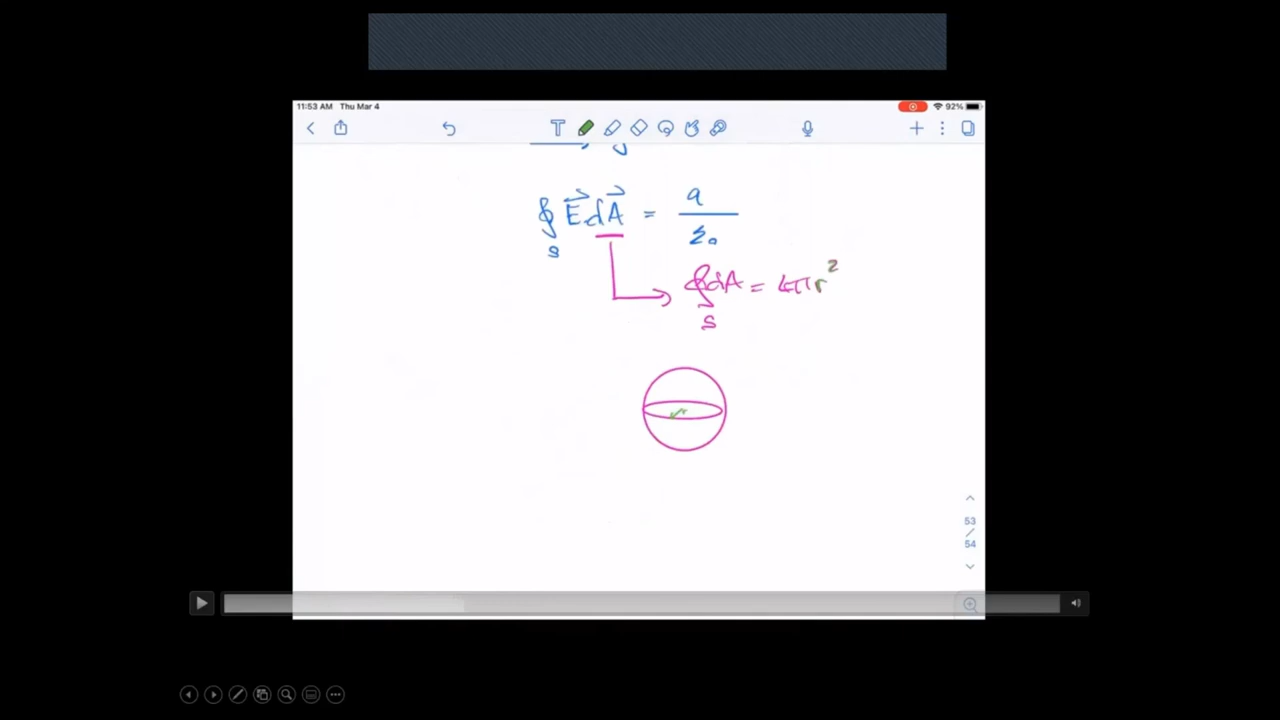 11:53 AM Thu Mar 4
92%
T
∮ E⃗ dA⃗ = q
ε₀
s
∮ dA = 4πr²
s
r
53
/
54